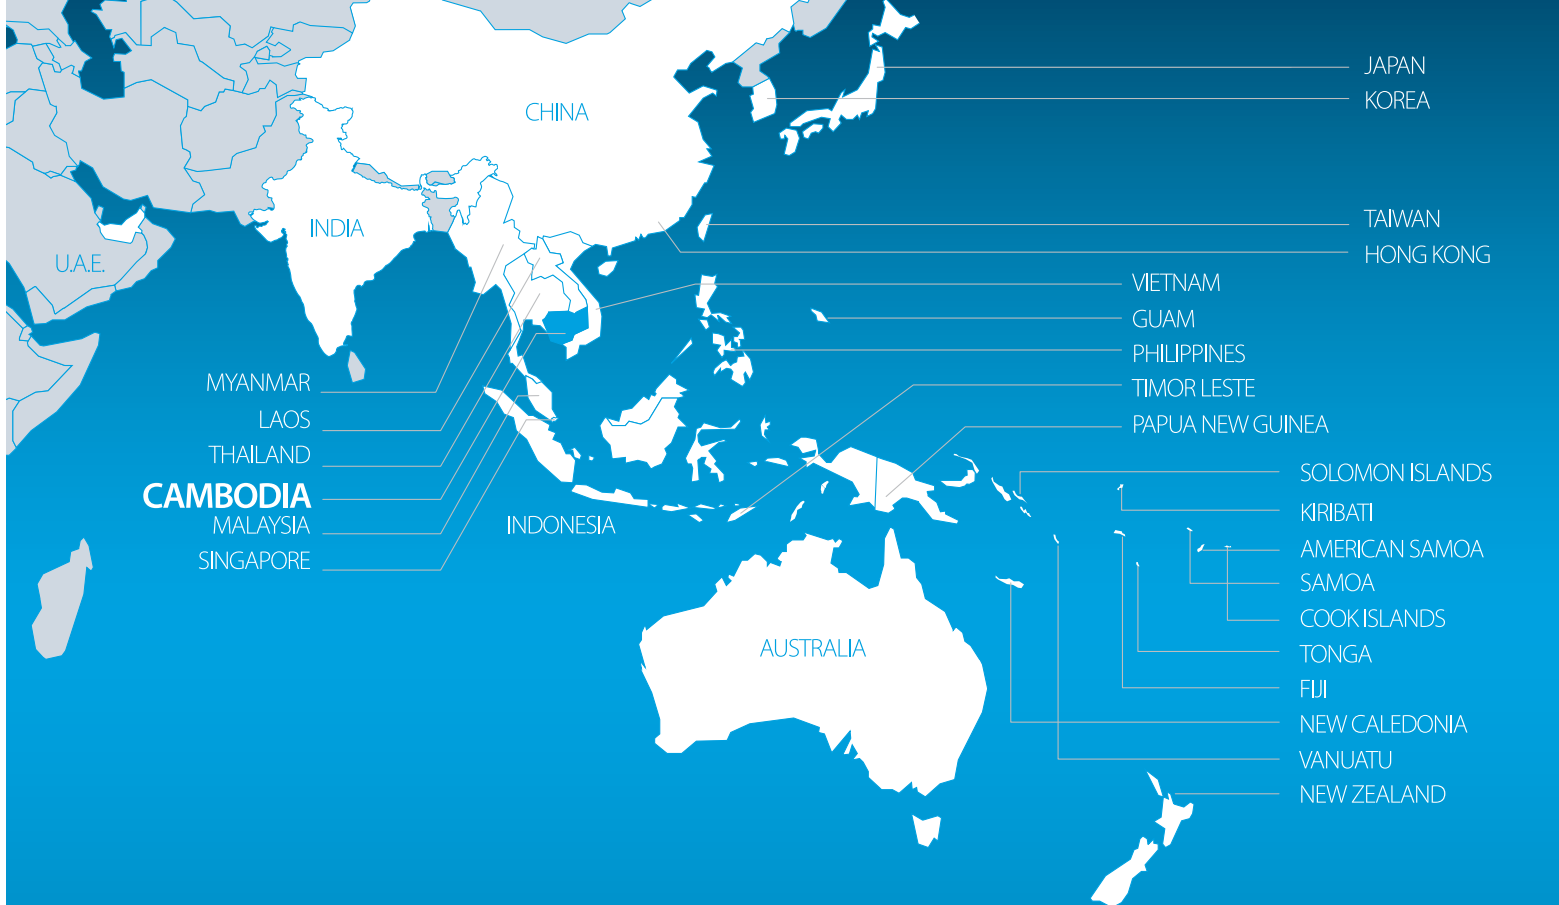 JAPAN
KOREA
CHINA
TAIWAN
INDIA
HONG KONG
U.A.E.
VIETNAM
GUAM
PHILIPPINES
MYANMAR
TIMOR LESTE
LAOS
PAPUA NEW GUINEA
THAILAND
SOLOMON ISLANDS
CAMBODIA
KIRIBATI
MALAYSIA
INDONESIA
SINGAPORE
AMERICAN SAMOA
SAMOA
COOK ISLANDS
AUSTRALIA
TONGA
FIJI
NEW CALEDONIA
VANUATU
NEW ZEALAND